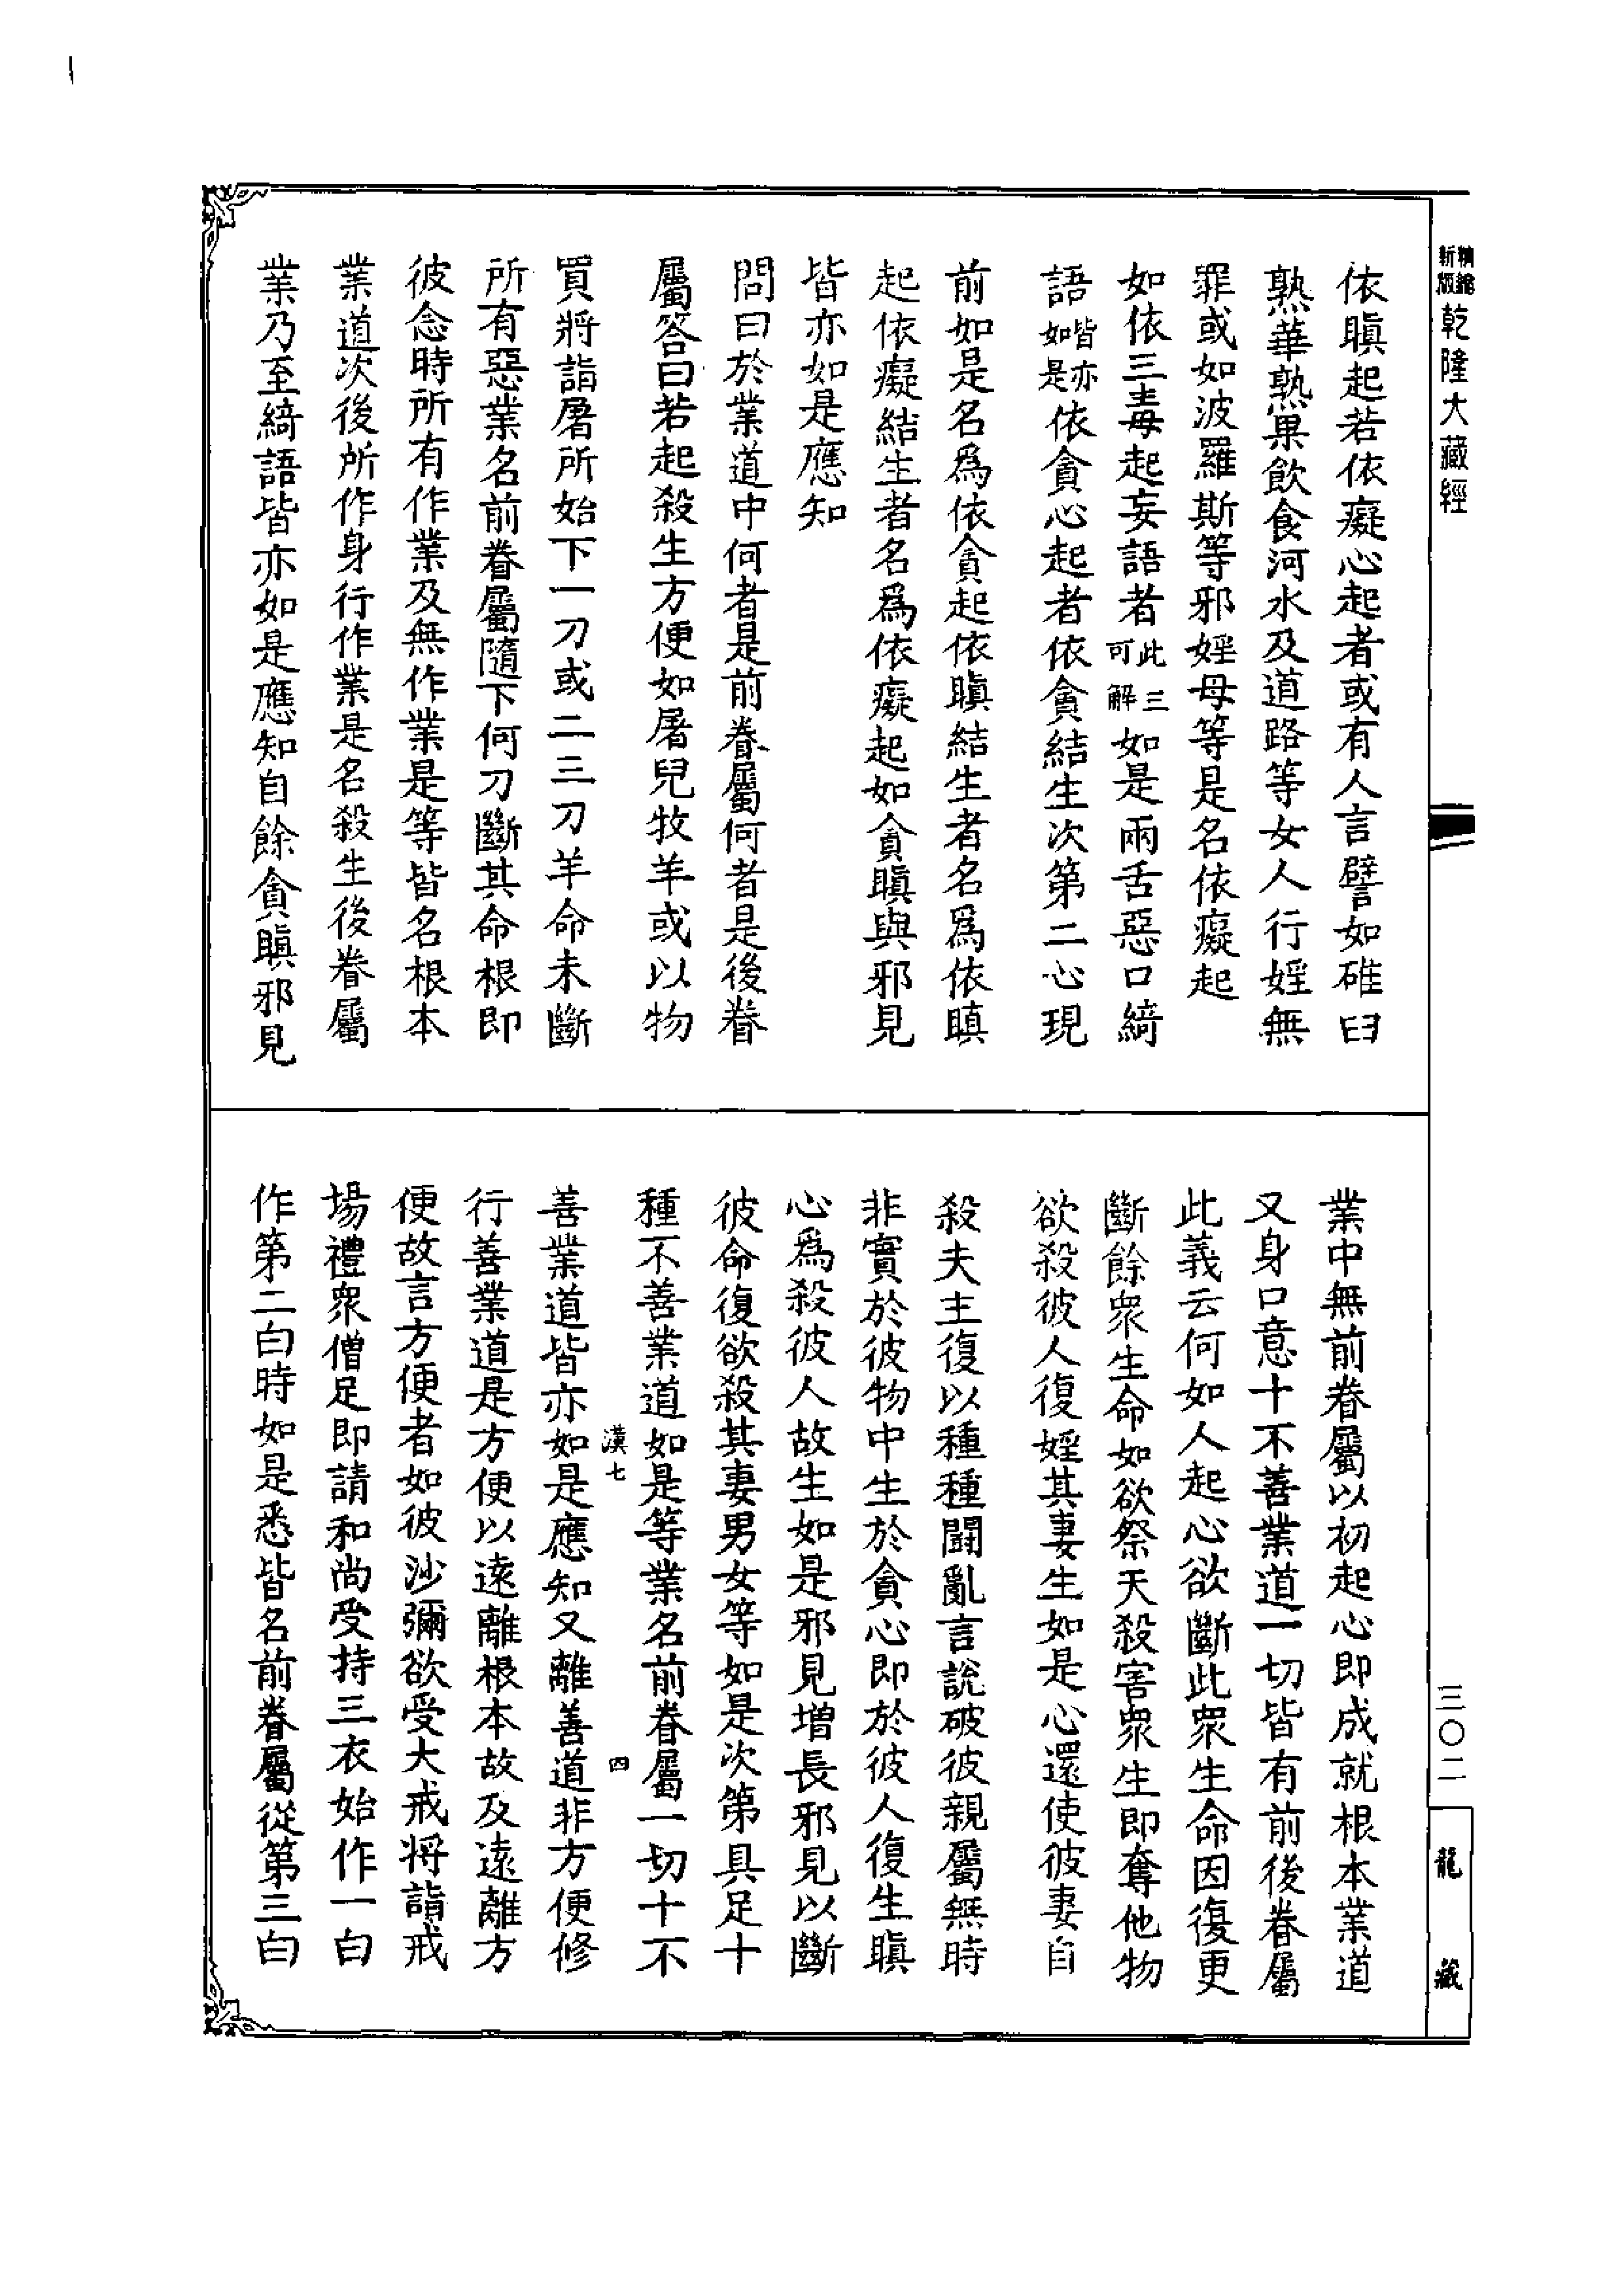 精縮新版乾隆大藏經
依瞋起若依癡心起者或有人言譬如碓臼
熟華熟果飲食河水及道路等女人行婬無
罪或如波羅斯等邪婬母等是名依癡起
如依三毒起妄語者此三可解如是兩舌惡口綺
語皆亦如是依貪心起者依貪結生次第二心現
前如是名爲依貪起依瞋結生者名爲依瞋
起依癡結生者名爲依癡起如貪瞋與邪見
皆亦如是應知
問曰於業道中何者是前眷屬何者是後眷
屬答曰若起殺生方便如屠兒牧羊或以物
買將詣屠所始下一刀或二三刀羊命未斷
所有惡業名前眷屬隨下何刀斷其命根即
彼念時所有作業及無作業是等皆名根本
業道次後所作身行作業是名殺生後眷屬
業乃至綺語皆亦如是應知自餘貪瞋邪見
業中無前眷屬以初起心即成就根本業道
又身口意十不善業道一切皆有前後眷屬
此義云何如人起心欲斷此眾生命因復更
斷餘眾生命如欲祭天殺害眾生即奪他物
欲殺彼人復婬其妻生如是心還使彼妻自
殺夫主復以種種鬬亂言說破彼親屬無時
非實於彼物中生於貪心即於彼人復生瞋
心爲殺彼人故生如是邪見增長邪見以斷
彼命復欲殺其妻男女等如是次第具足十
種不善業道如是等業名前眷屬一切十不
漢七 四
善業道皆亦如是應知又離善道非方便修
行善業道是方便以遠離根本故及遠離方
便故言方便者如彼沙彌欲受大戒將詣戒
場禮眾僧足即請和尚受持三衣始作一白
作第二白時如是悉皆名前眷屬從第三白
三〇二
龍藏